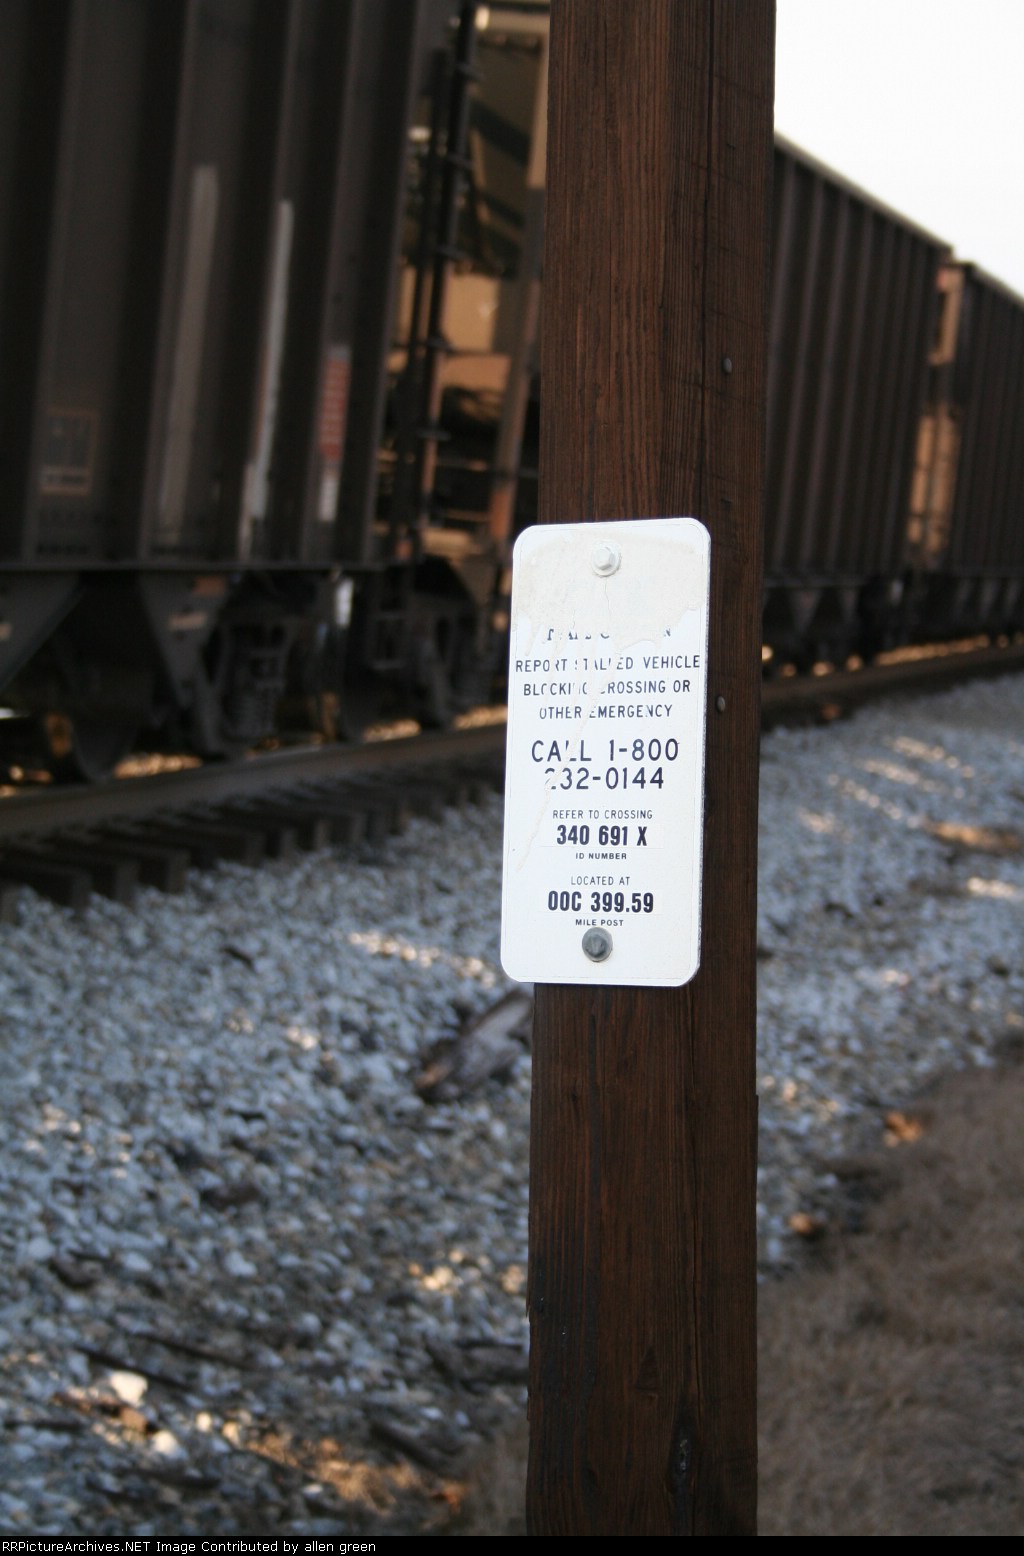 REPORT STALLED VEHICLE
BLOCKING CROSSING OR
OTHER EMERGENCY
CALL 1-800
232-0144
REFER TO CROSSING
340 691 X
ID NUMBER
LOCATED AT
00C 399.59
MILE POST
RRPictureArchives.NET Image Contributed by allen green